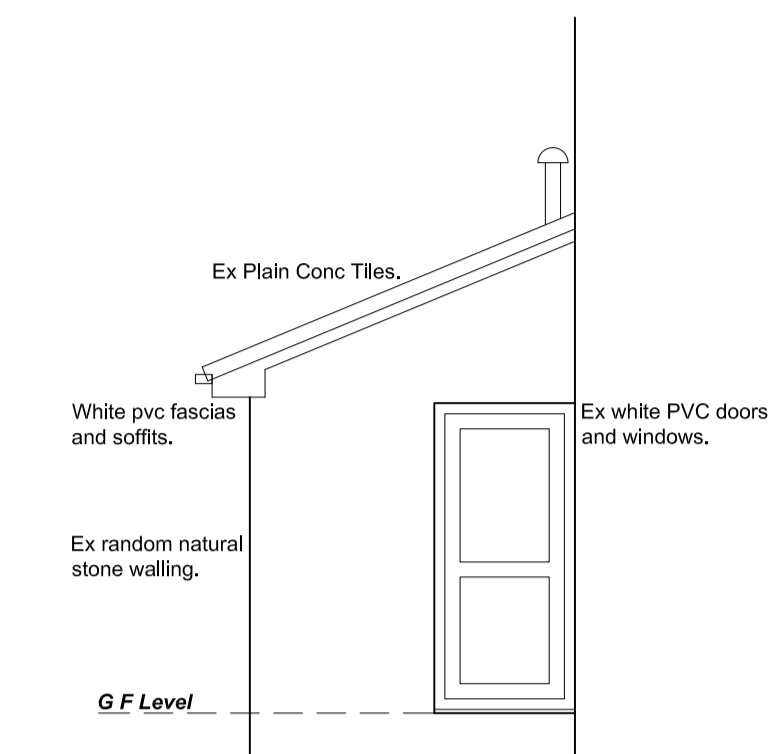 Ex Plain Conc Tiles.
White pvc fascias
and soffits.
Ex white PVC doors
and windows.
Ex random natural
stone walling.
G F Level